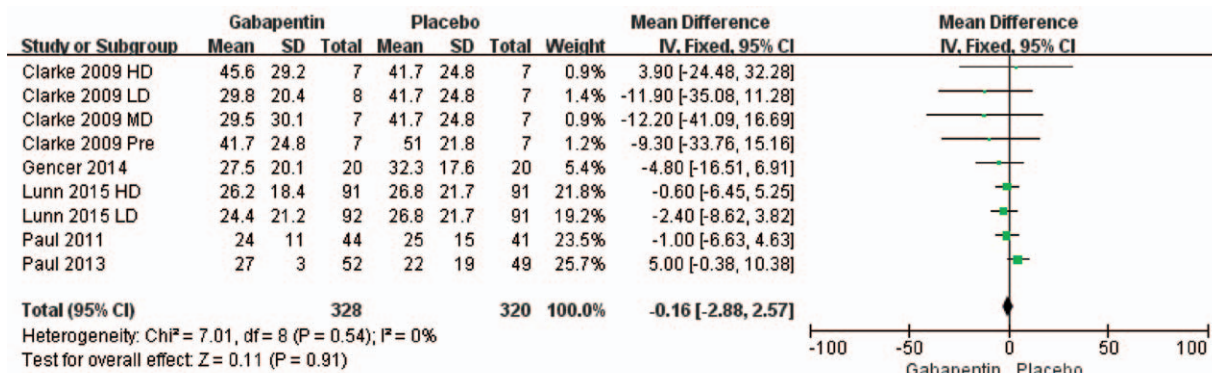 Gabapentin Placebo Mean Difference Mean Difference
Study or Subgroup Mean SD Total Mean SD Total Weight IV, Fixed, 95% CI IV, Fixed, 95% CI
Clarke 2009 HD 45.6 29.2 7 41.7 24.8 7 0.9% 3.90 [-24.48, 32.28]
Clarke 2009 LD 29.8 20.4 8 41.7 24.8 7 1.4% -11.90 [-35.08, 11.28]
Clarke 2009 MD 29.5 30.1 7 41.7 24.8 7 0.9% -12.20 [-41.09, 16.69]
Clarke 2009 Pre 41.7 24.8 7 51 21.8 7 1.2% -9.30 [-33.76, 15.16]
Gencer 2014 27.5 20.1 20 32.3 17.6 20 5.4% -4.80 [-16.51, 6.91]
Lunn 2015 HD 26.2 18.4 91 26.8 21.7 91 21.8% -0.60 [-6.45, 5.25]
Lunn 2015 LD 24.4 21.2 92 26.8 21.7 91 19.2% -2.40 [-8.62, 3.82]
Paul 2011 24 11 44 25 15 41 23.5% -1.00 [-6.63, 4.63]
Paul 2013 27 3 52 22 19 49 25.7% 5.00 [-0.38, 10.38]
Total (95% CI) 328 320 100.0% -0.16 [-2.88, 2.57]
Heterogeneity: Chi² = 7.01, df = 8 (P = 0.54); I² = 0%
Test for overall effect: Z = 0.11 (P = 0.91)
-100 -50 0 50 100
Gabapentin Placebo